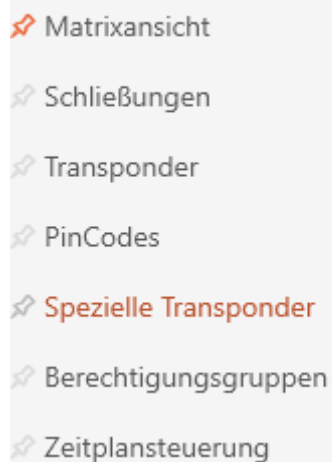 Matrixansicht
Schließungen
Transponder
PinCodes
Spezielle Transponder
Berechtigungsgruppen
Zeitplansteuerung